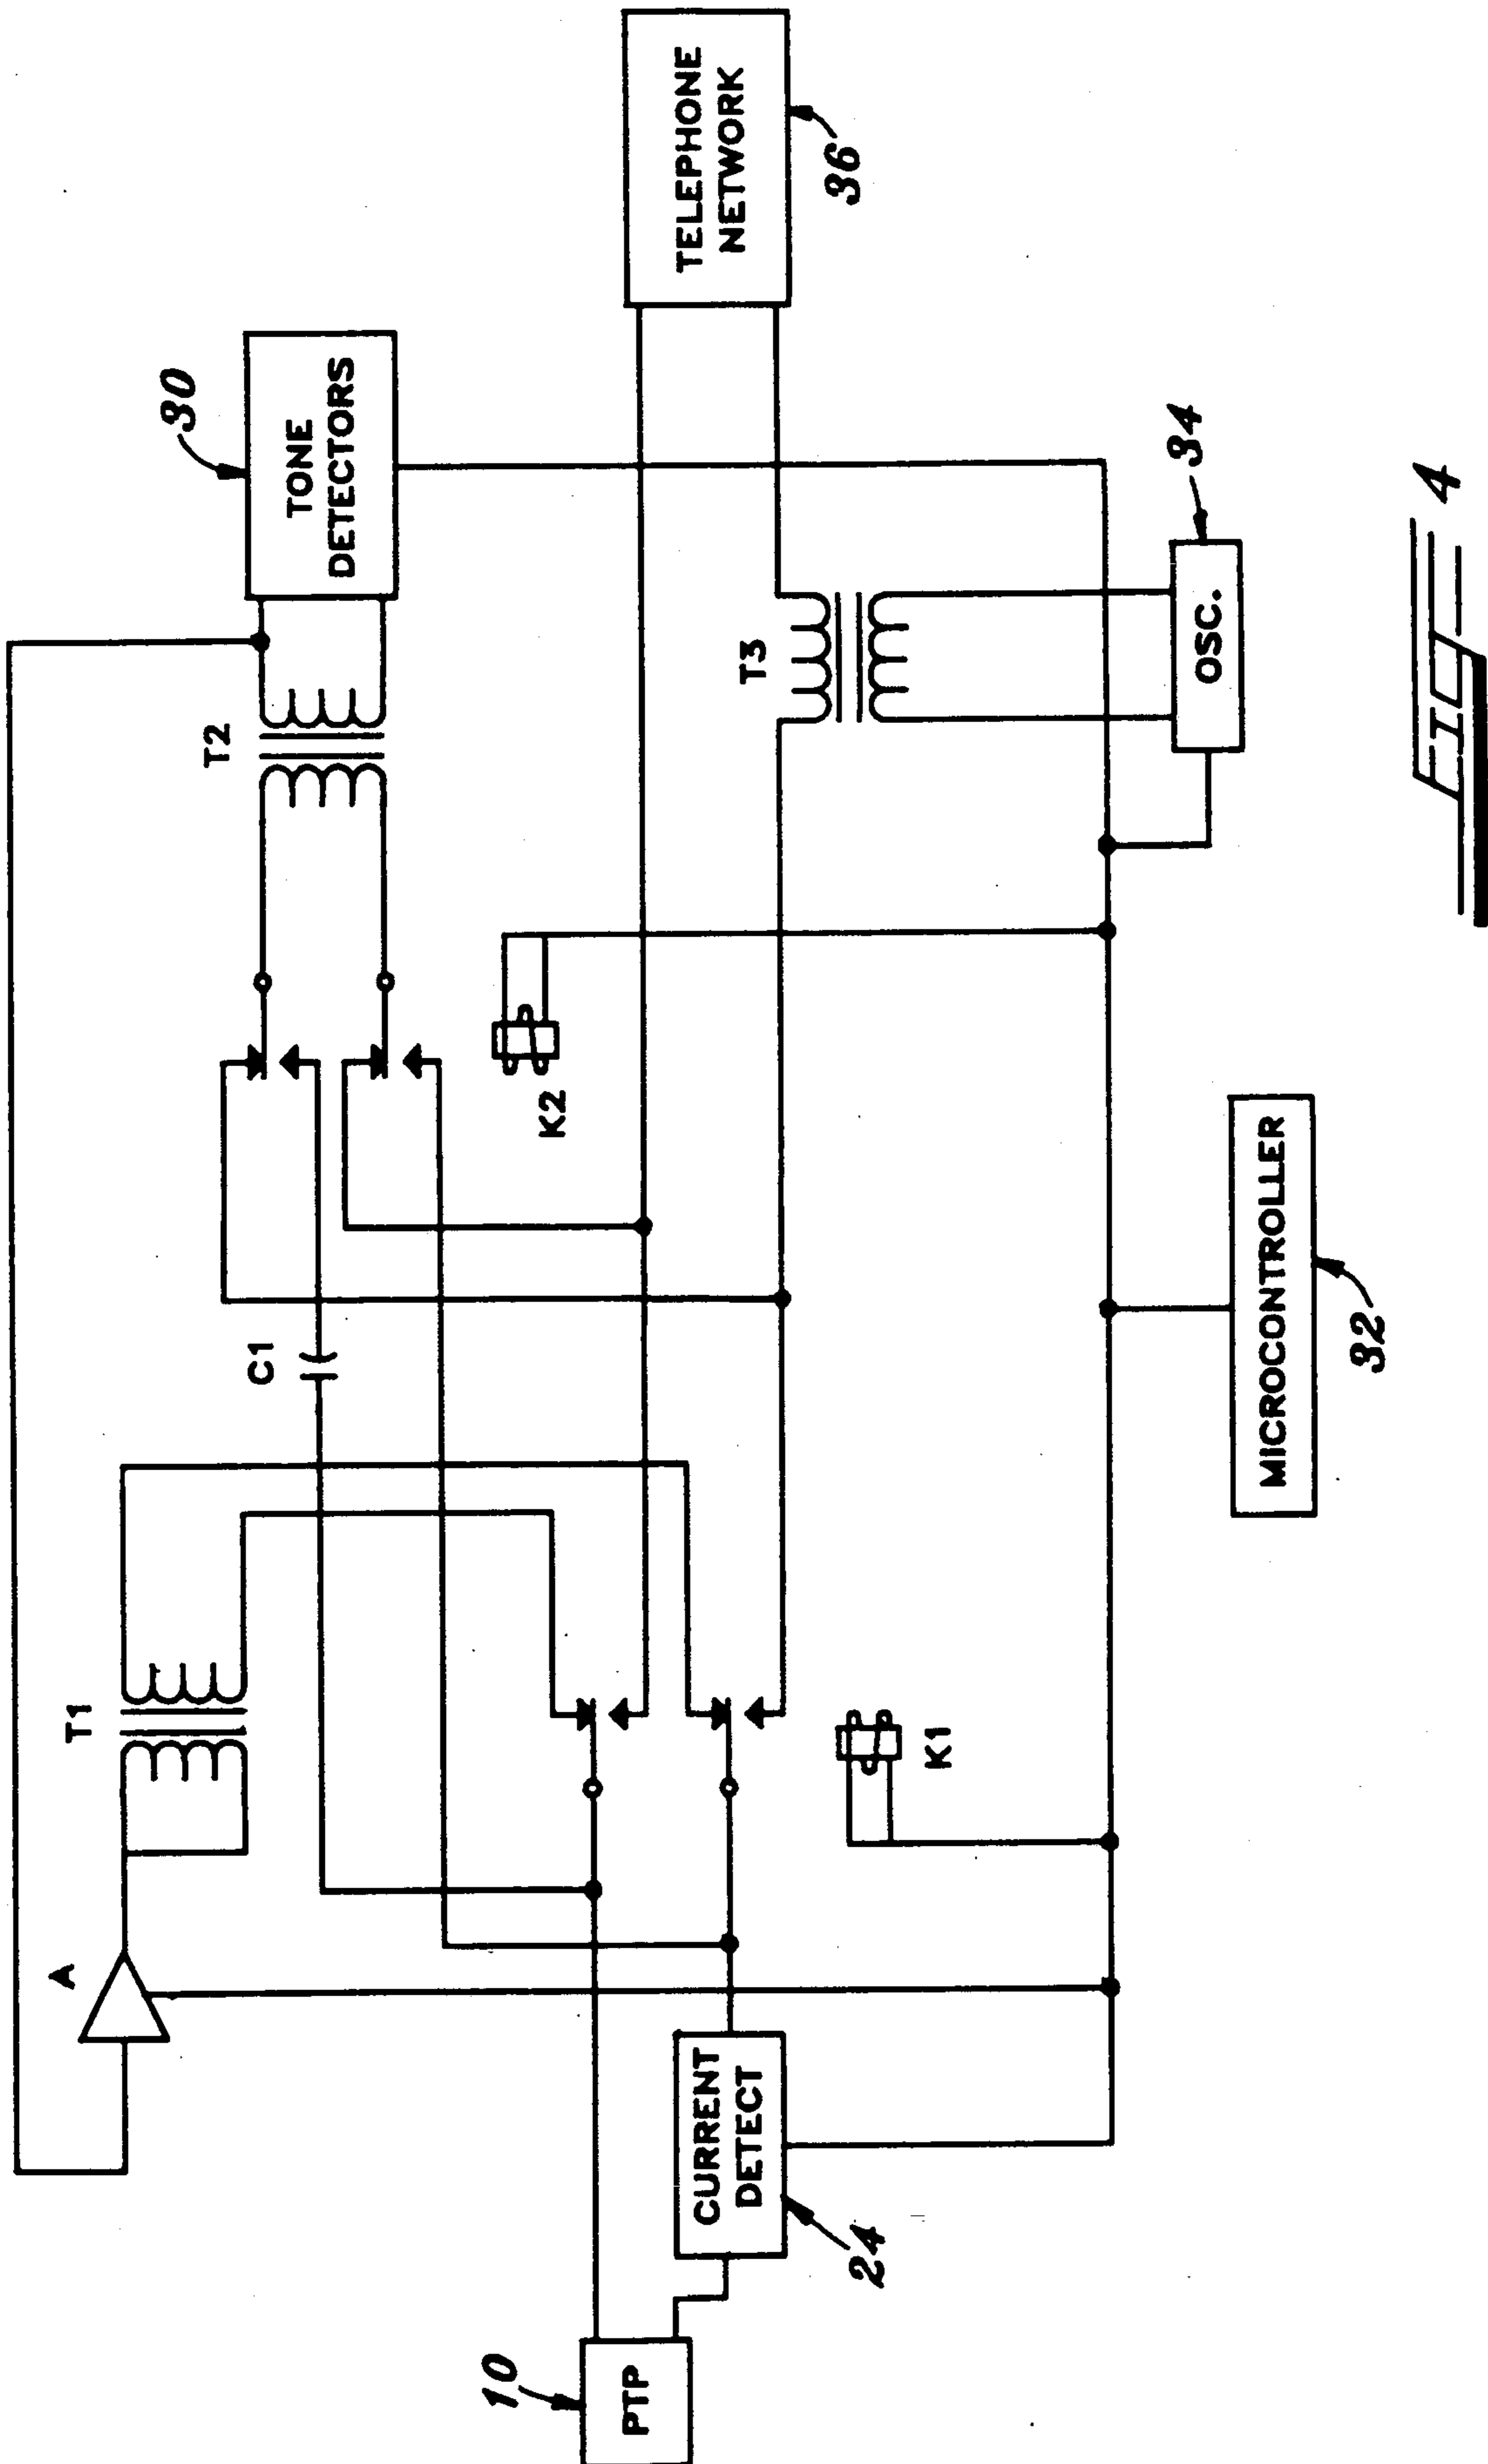 A
T1
T2
30
TONE
DETECTORS
C1
K2
TELEPHONE
NETWORK
36
T3
10
PTP
CURRENT
DETECT
24
K1
MICROCONTROLLER
32
OSC.
34
FIG 4